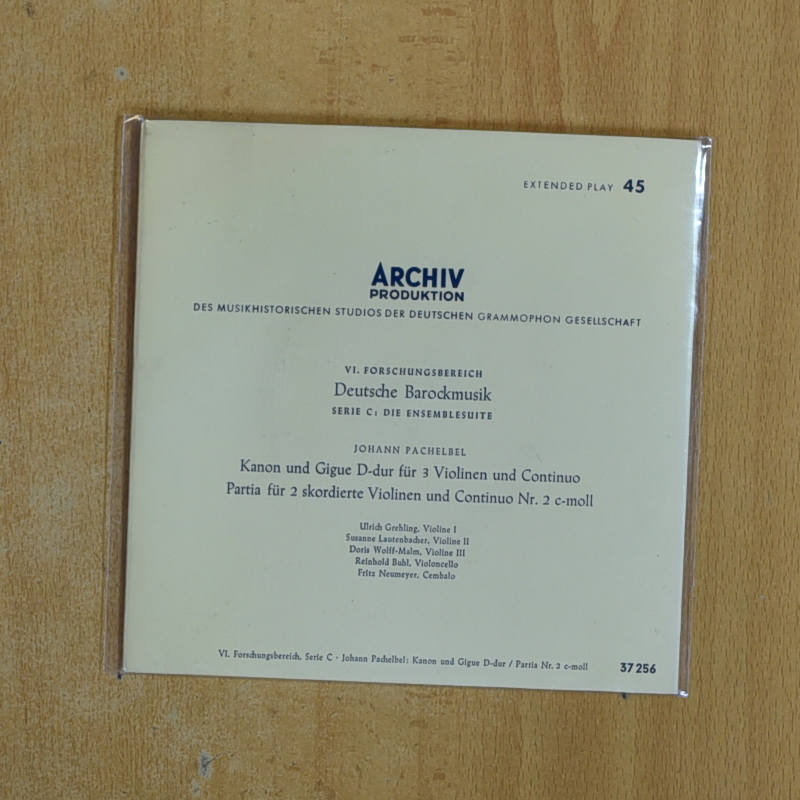 EXTENDED PLAY 45
ARCHIV
PRODUKTION
DES MUSIKHISTORISCHEN STUDIOS DER DEUTSCHEN GRAMMOPHON GESELLSCHAFT
VI. FORSCHUNGSBEREICH
Deutsche Barockmusik
SERIE C: DIE ENSEMBLESUITE
JOHANN PACHELBEL
Kanon und Gigue D-dur für 3 Violinen und Continuo
Partia für 2 skordierte Violinen und Continuo Nr. 2 c-moll
Ulrich Grehling, Violine I
Susanne Lautenbacher, Violine II
Doris Wolff-Malm, Violine III
Reinhold Buhl, Violoncello
Fritz Neumeyer, Cembalo
VI. Forschungsbereich, Serie C · Johann Pachelbel: Kanon und Gigue D-dur / Partia Nr. 2 c-moll 37 256